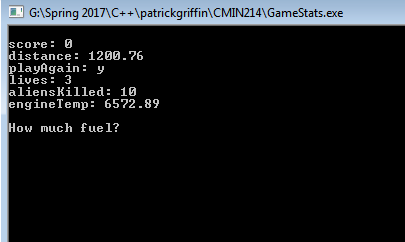 G:\Spring 2017\C++\patrickgriffin\CMIN214\GameStats.exe
score: 0
distance: 1200.76
playAgain: y
lives: 3
aliensKilled: 10
engineTemp: 6572.89
How much fuel?